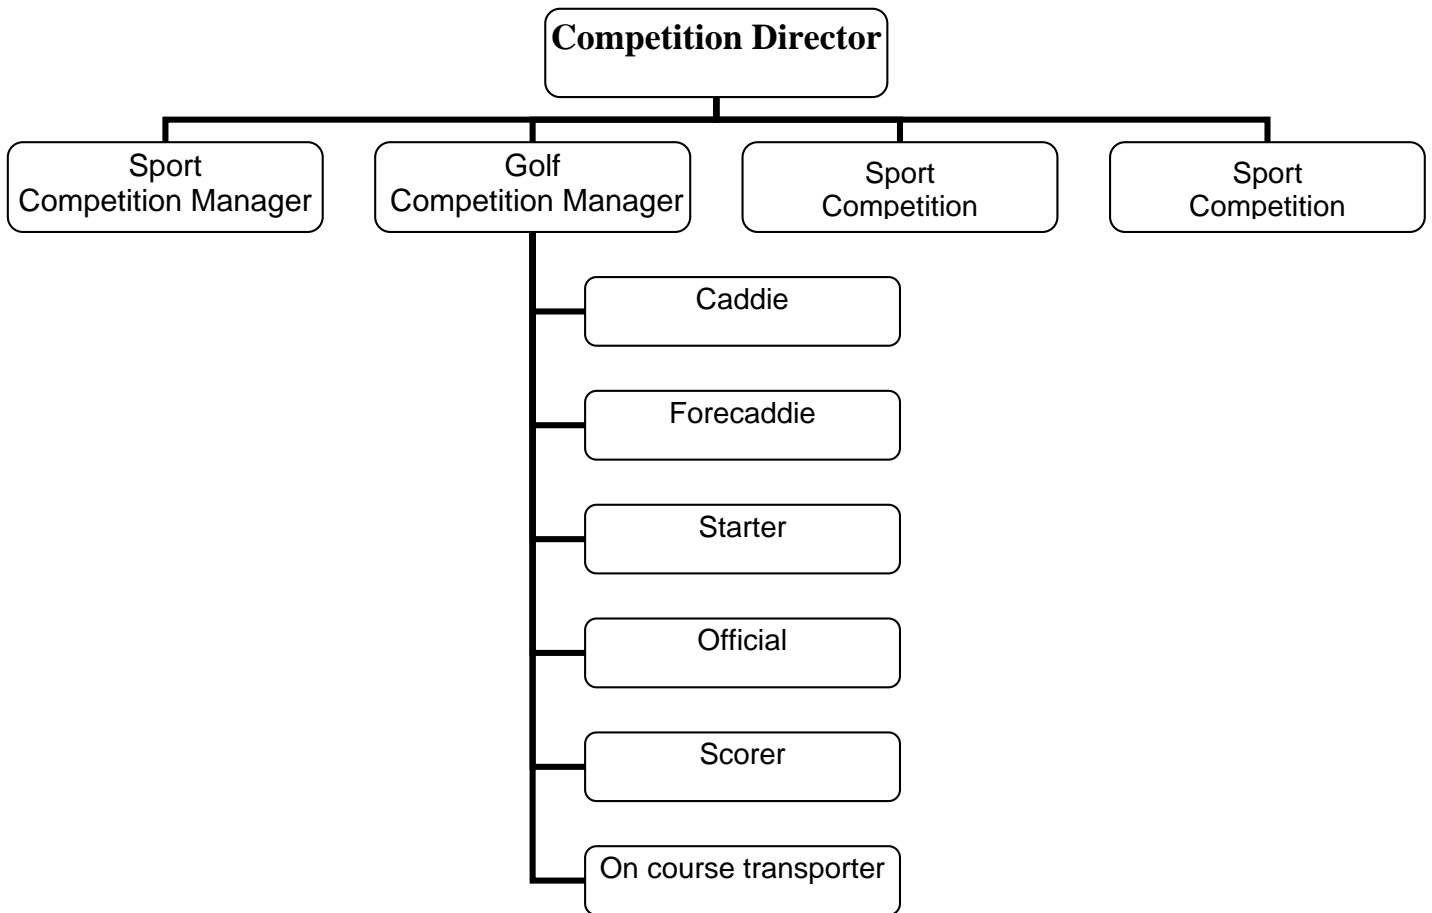 Competition Director
Sport
Competition Manager
Golf
Competition Manager
Sport
Competition
Sport
Competition
Caddie
Forecaddie
Starter
Official
Scorer
On course transporter